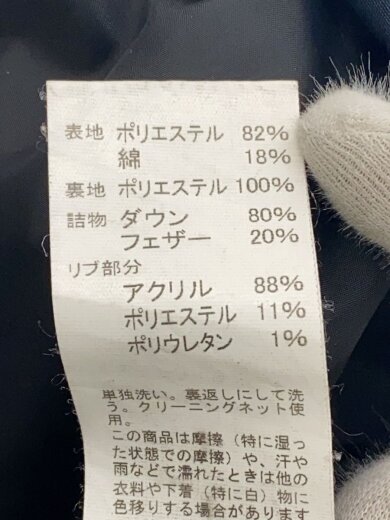 表地 ポリエステル 82%
綿 18%
裏地 ポリエステル 100%
詰物 ダウン 80%
フェザー 20%
リブ部分
アクリル 88%
ポリエステル 11%
ポリウレタン 1%
単独洗い。裏返しにして洗
う。クリーニングネット使
用。
この商品は摩擦（特に湿っ
た状態での摩擦）や、汗や
雨などで濡れたときは他の
衣料や下着（特に白）物に
色移りする場合があります